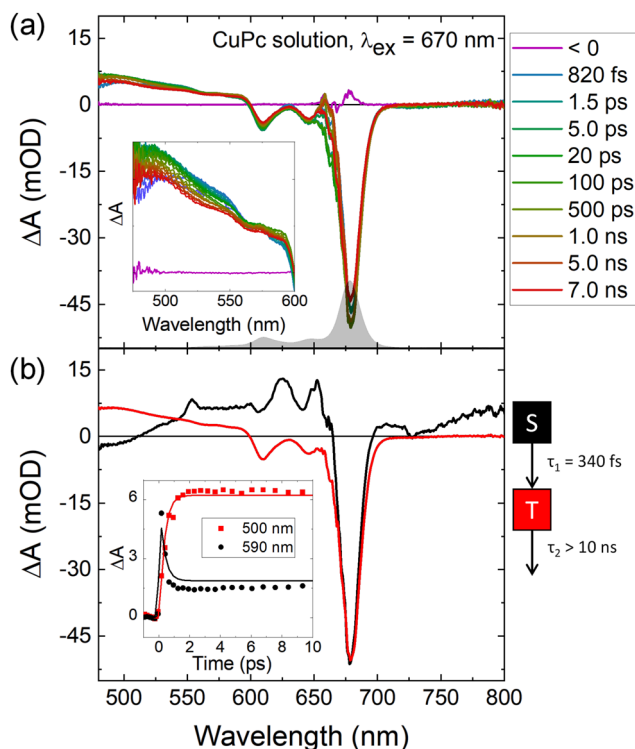 (a)
CuPc solution, λex = 670 nm
< 0
820 fs
1.5 ps
5.0 ps
20 ps
100 ps
500 ps
1.0 ns
5.0 ns
7.0 ns
15
0
-15
-30
-45
ΔA (mOD)
ΔA
500 550 600
Wavelength (nm)
(b)
15
0
-15
-30
-45
ΔA (mOD)
6
3
0
ΔA
500 nm
590 nm
0 2 4 6 8 10
Time (ps)
S
τ1 = 340 fs
T
τ2 > 10 ns
500 550 600 650 700 750 800
Wavelength (nm)